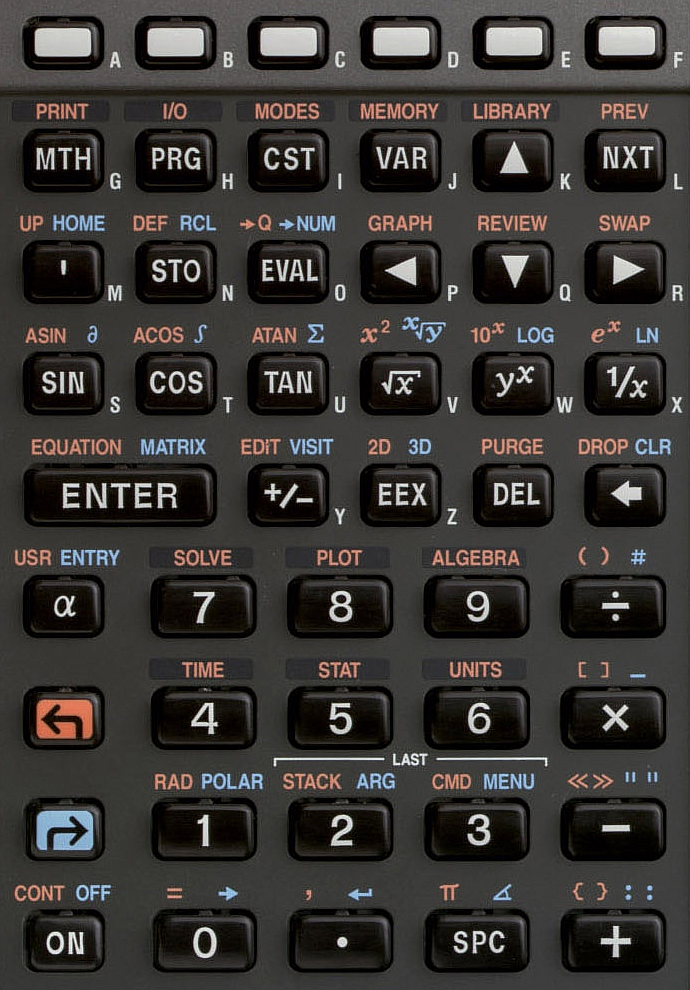 A B C D E F
PRINT I/O MODES MEMORY LIBRARY PREV
MTH G PRG H CST I VAR J ▲ K NXT L
UP HOME DEF RCL →Q →NUM GRAPH REVIEW SWAP
' M STO N EVAL O ◀ P ▼ Q ▶ R
ASIN ∂ ACOS ∫ ATAN Σ x² ˣ√y 10ˣ LOG eˣ LN
SIN S COS T TAN U √x V yˣ W 1/x X
EQUATION MATRIX EDIT VISIT 2D 3D PURGE DROP CLR
ENTER +/− Y EEX Z DEL ←
USR ENTRY SOLVE PLOT ALGEBRA ( ) #
α 7 8 9 ÷
TIME STAT UNITS [ ] _
↰ 4 5 6 ×
LAST
RAD POLAR STACK ARG CMD MENU «» " "
↱ 1 2 3 −
CONT OFF = → , ↵ π ∡ { } : :
ON 0 . SPC +